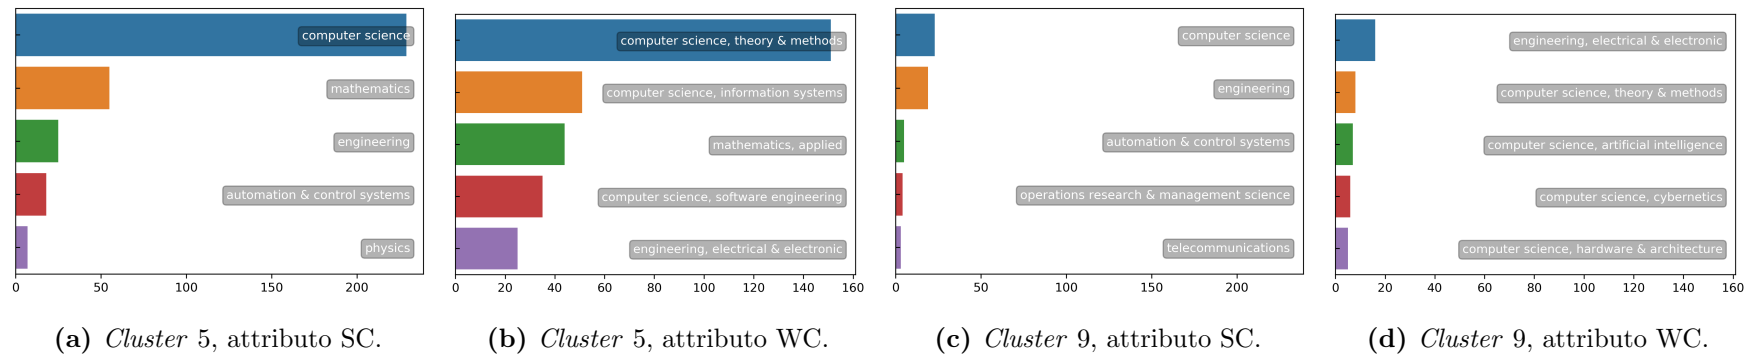 computer science
mathematics
engineering
automation & control systems
physics
0 50 100 150 200
(a) Cluster 5, attributo SC.
computer science, theory & methods
computer science, information systems
mathematics, applied
computer science, software engineering
engineering, electrical & electronic
0 20 40 60 80 100 120 140 160
(b) Cluster 5, attributo WC.
computer science
engineering
automation & control systems
operations research & management science
telecommunications
0 50 100 150 200
(c) Cluster 9, attributo SC.
engineering, electrical & electronic
computer science, theory & methods
computer science, artificial intelligence
computer science, cybernetics
computer science, hardware & architecture
0 20 40 60 80 100 120 140 160
(d) Cluster 9, attributo WC.